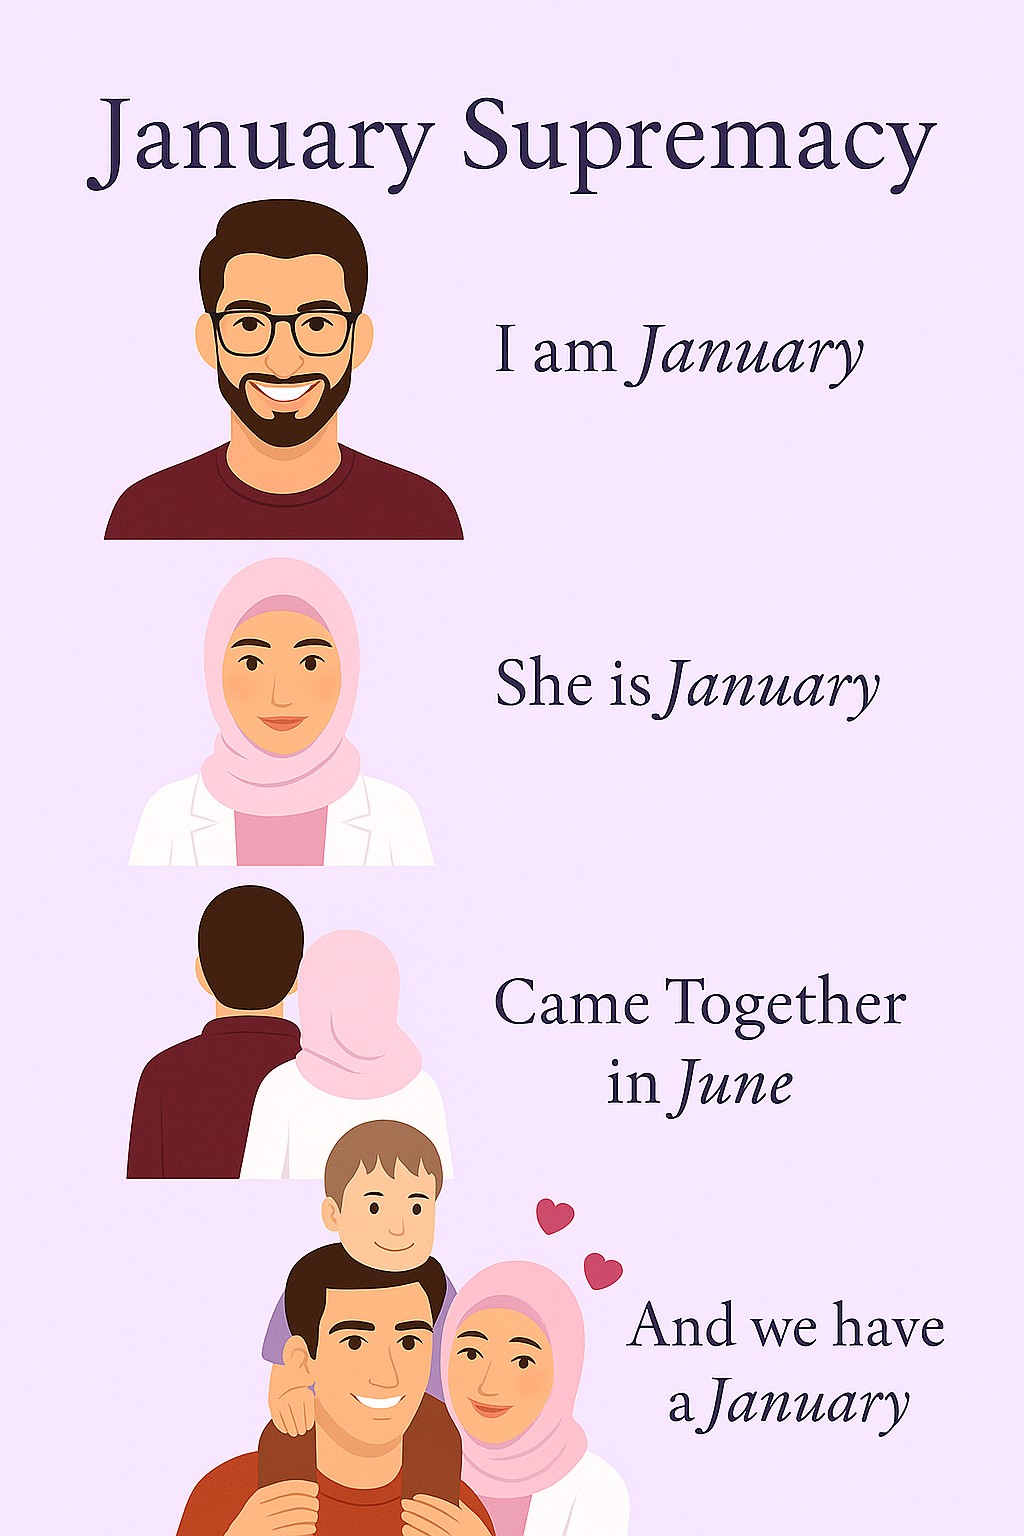 January Supremacy
I am January
She is January
Came Together
in June
And we have
a January